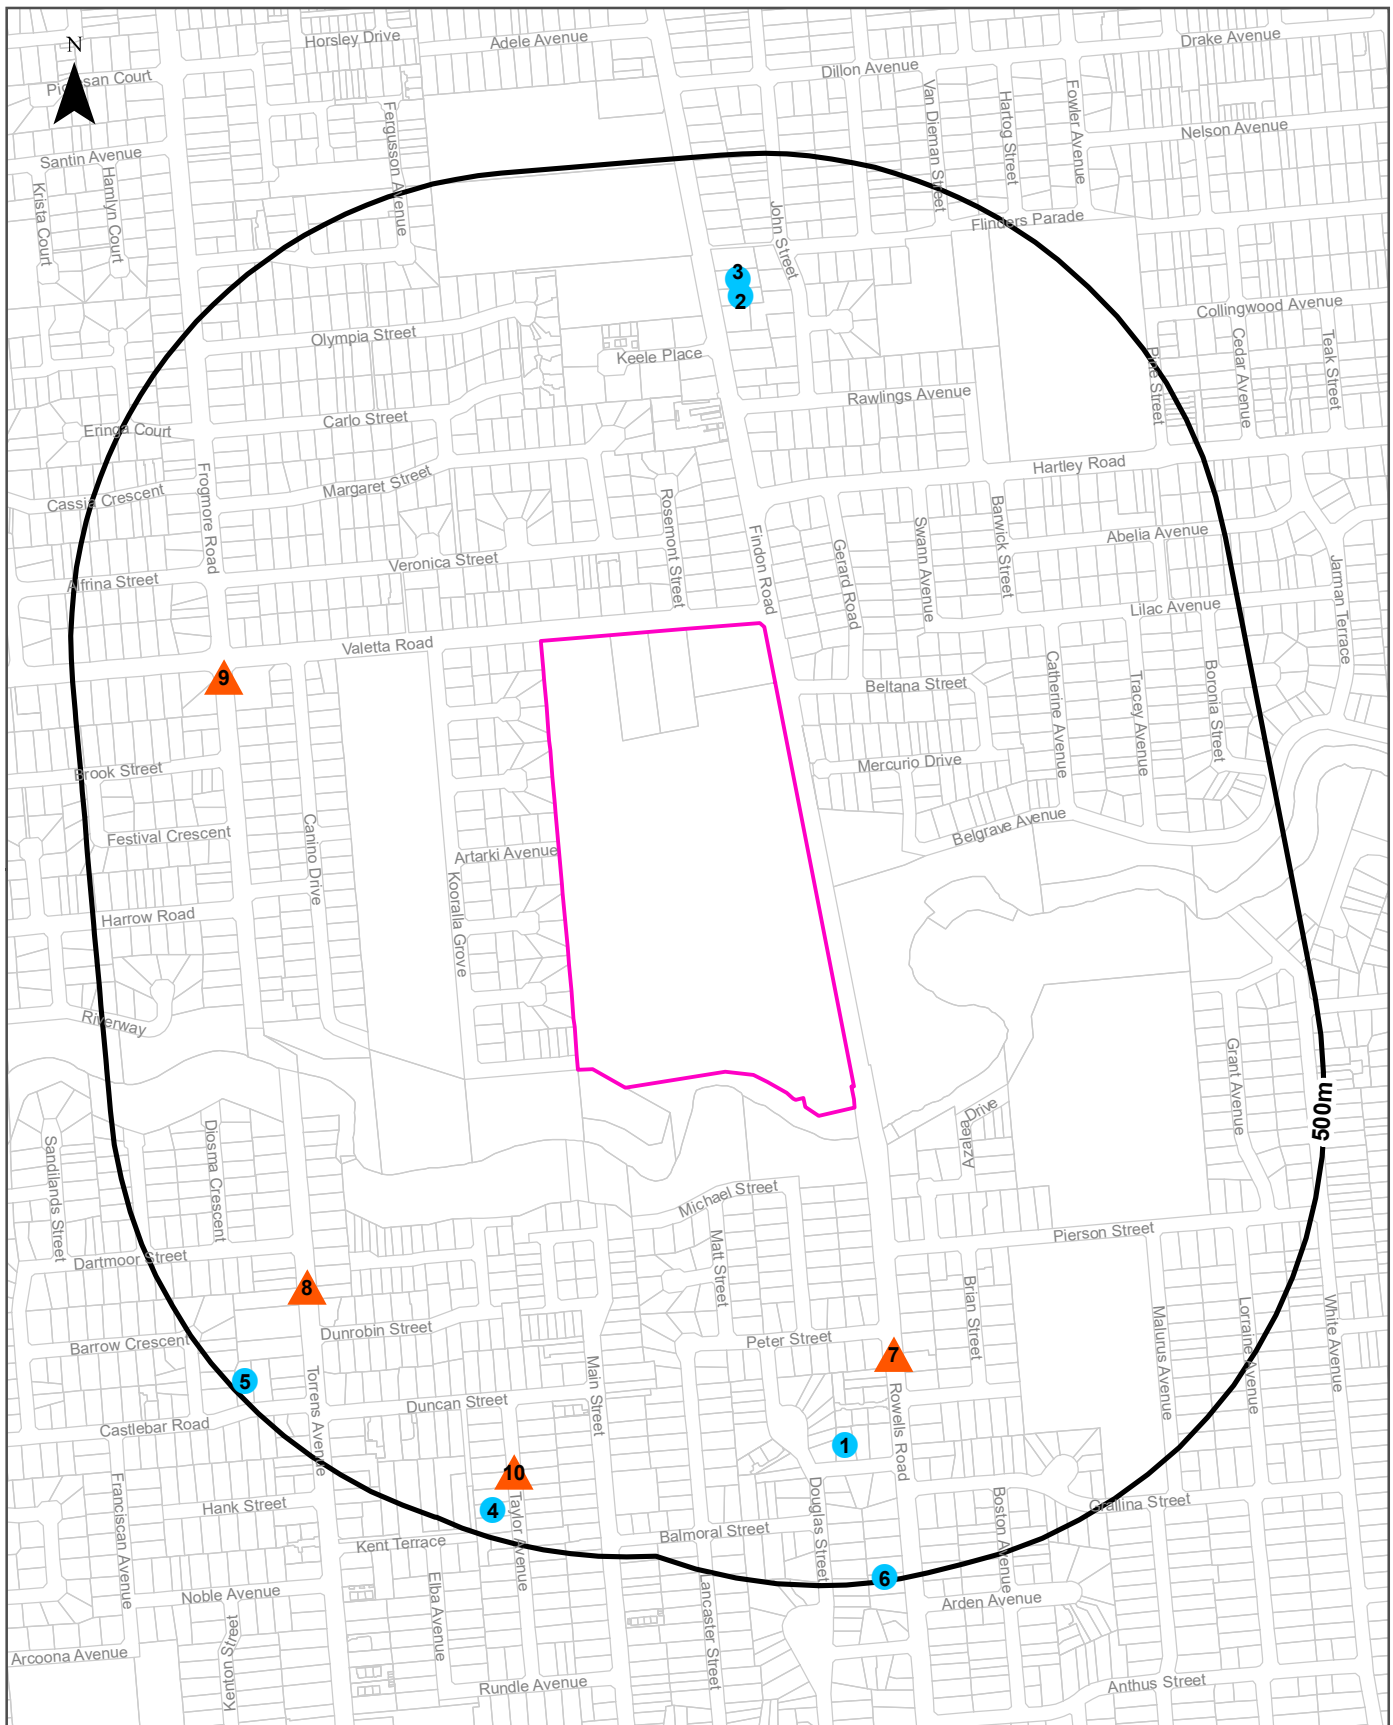 Horsley Drive
Adele Avenue
Drake Avenue
N
Dillon Avenue
san Court
Van Dieman Street
Hartog Street
Fowler Avenue
Fergusson Avenue
Nelson Avenue
Santin Avenue
Krista Court
Hamlyn Court
John Street
Flinders Parade
3
2
Collingwood Avenue
Olympia Street
Keele Place
Pine Street
Cedar Avenue
Teak Street
Rawlings Avenue
Carlo Street
Eringa Court
Hartley Road
Frogmore Road
Margaret Street
Cassia Crescent
Rosemont Street
Findon Road
Gerard Road
Swann Avenue
Barwick Street
Abelia Avenue
Veronica Street
Alfrina Street
Jarman Terrace
Lilac Avenue
Valetta Road
9
Beltana Street
Catherine Avenue
Tracey Avenue
Boronia Street
Brook Street
Mercurio Drive
Festival Crescent
Canino Drive
Belgrave Avenue
Artarki Avenue
Kooralla Grove
Harrow Road
Riverway
Grant Avenue
500m
Azalea
Drive
Sandilands Street
Diosma Crescent
Michael Street
Matt Street
Pierson Street
Dartmoor Street
8
Brian Street
Malurus Avenue
Lorraine Avenue
White Avenue
Dunrobin Street
Barrow Crescent
Peter Street
7
5
Torrens Avenue
Main Street
Rowells Road
Duncan Street
Castlebar Road
1
10
4
Franciscan Avenue
Hank Street
Taylor Avenue
Douglas Street
Boston Avenue
Grallina Street
Kent Terrace
Balmoral Street
6
Noble Avenue
Elba Avenue
Lancaster Street
Arden Avenue
Kenton Street
Arcoona Avenue
Rundle Avenue
Anthus Street